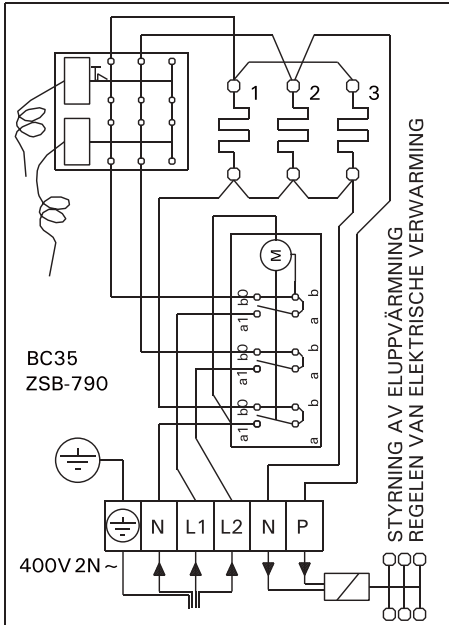 1 2 3
M
b0 b
a1 a
b0 b
a1 a
b0 b
a1 a
BC35
ZSB-790
N L1 L2 N P
400V 2N ~
STYRNING AV ELUPPVÄRMNING
REGELEN VAN ELEKTRISCHE VERWARMING